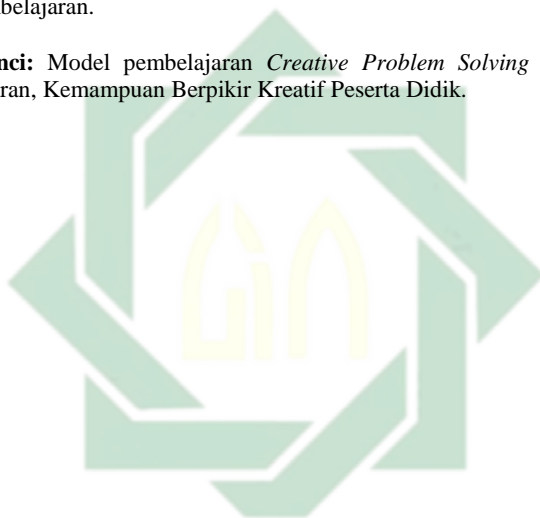 belajaran.
nci: Model pembelajaran Creative Problem Solving
ran, Kemampuan Berpikir Kreatif Peserta Didik.